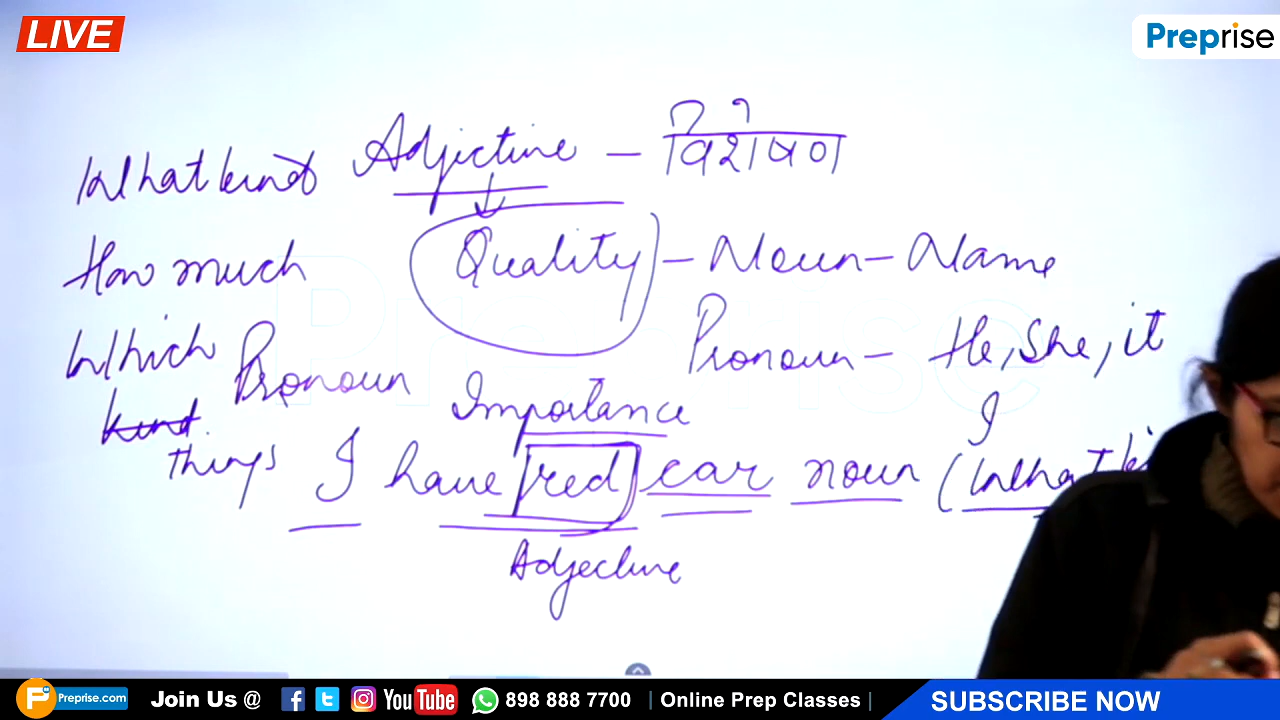 LIVE
Preprise
What kind Adjective – विशेषण
How much Quality – Noun – Name
Which Pronoun Pronoun – He, She, it
kind Importance I
things I have red car noun (What
Adjective
Preprise.com Join Us @ YouTube 898 888 7700 | Online Prep Classes | SUBSCRIBE NOW